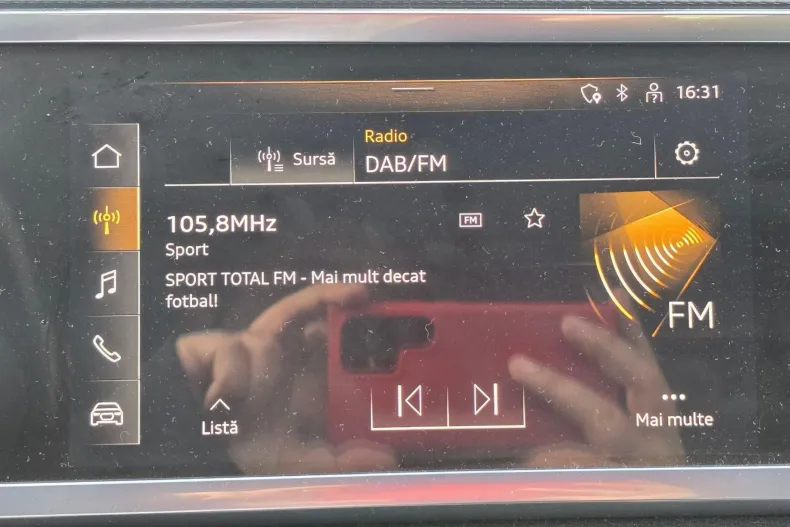 16:31
Radio
Sursă
DAB/FM
105,8MHz
FM
Sport
SPORT TOTAL FM - Mai mult decat
fotbal!
FM
Listă
Mai multe